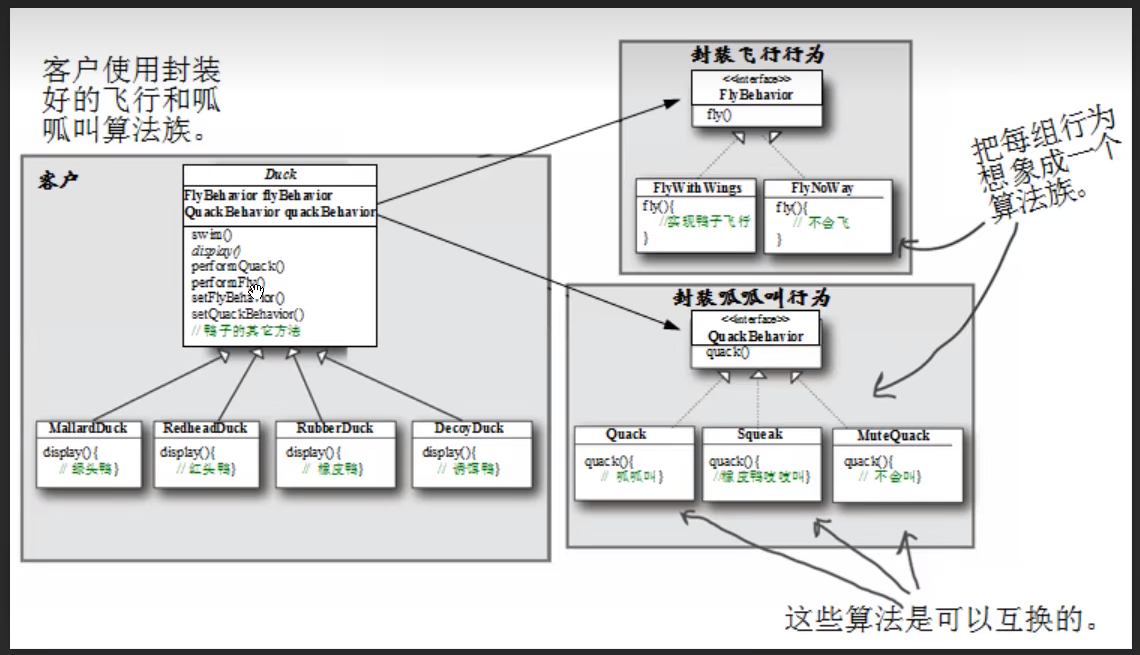 客户使用封装
好的飞行和呱
呱叫算法族。
客户
Duck
FlyBehavior flyBehavior
QuackBehavior quackBehavior
swim()
display()
performQuack()
performFly()
setFlyBehavior()
setQuackBehavior()
// 鸭子的其它方法
MallardDuck
display(){
// 绿头鸭}
RedheadDuck
display(){
// 红头鸭}
RubberDuck
display(){
// 橡皮鸭}
DecoyDuck
display(){
// 诱饵鸭}
封装飞行行为
<<interface>>
FlyBehavior
fly()
FlyWithWings
fly(){
//实现鸭子飞行
}
FlyNoWay
fly(){
// 不会飞
}
把每组行为
想象成一个
算法族。
封装呱呱叫行为
<<interface>>
QuackBehavior
quack()
Quack
quack(){
// 呱呱叫}
Squeak
quack(){
//橡皮鸭吱吱叫}
MuteQuack
quack(){
// 不会叫}
这些算法是可以互换的。